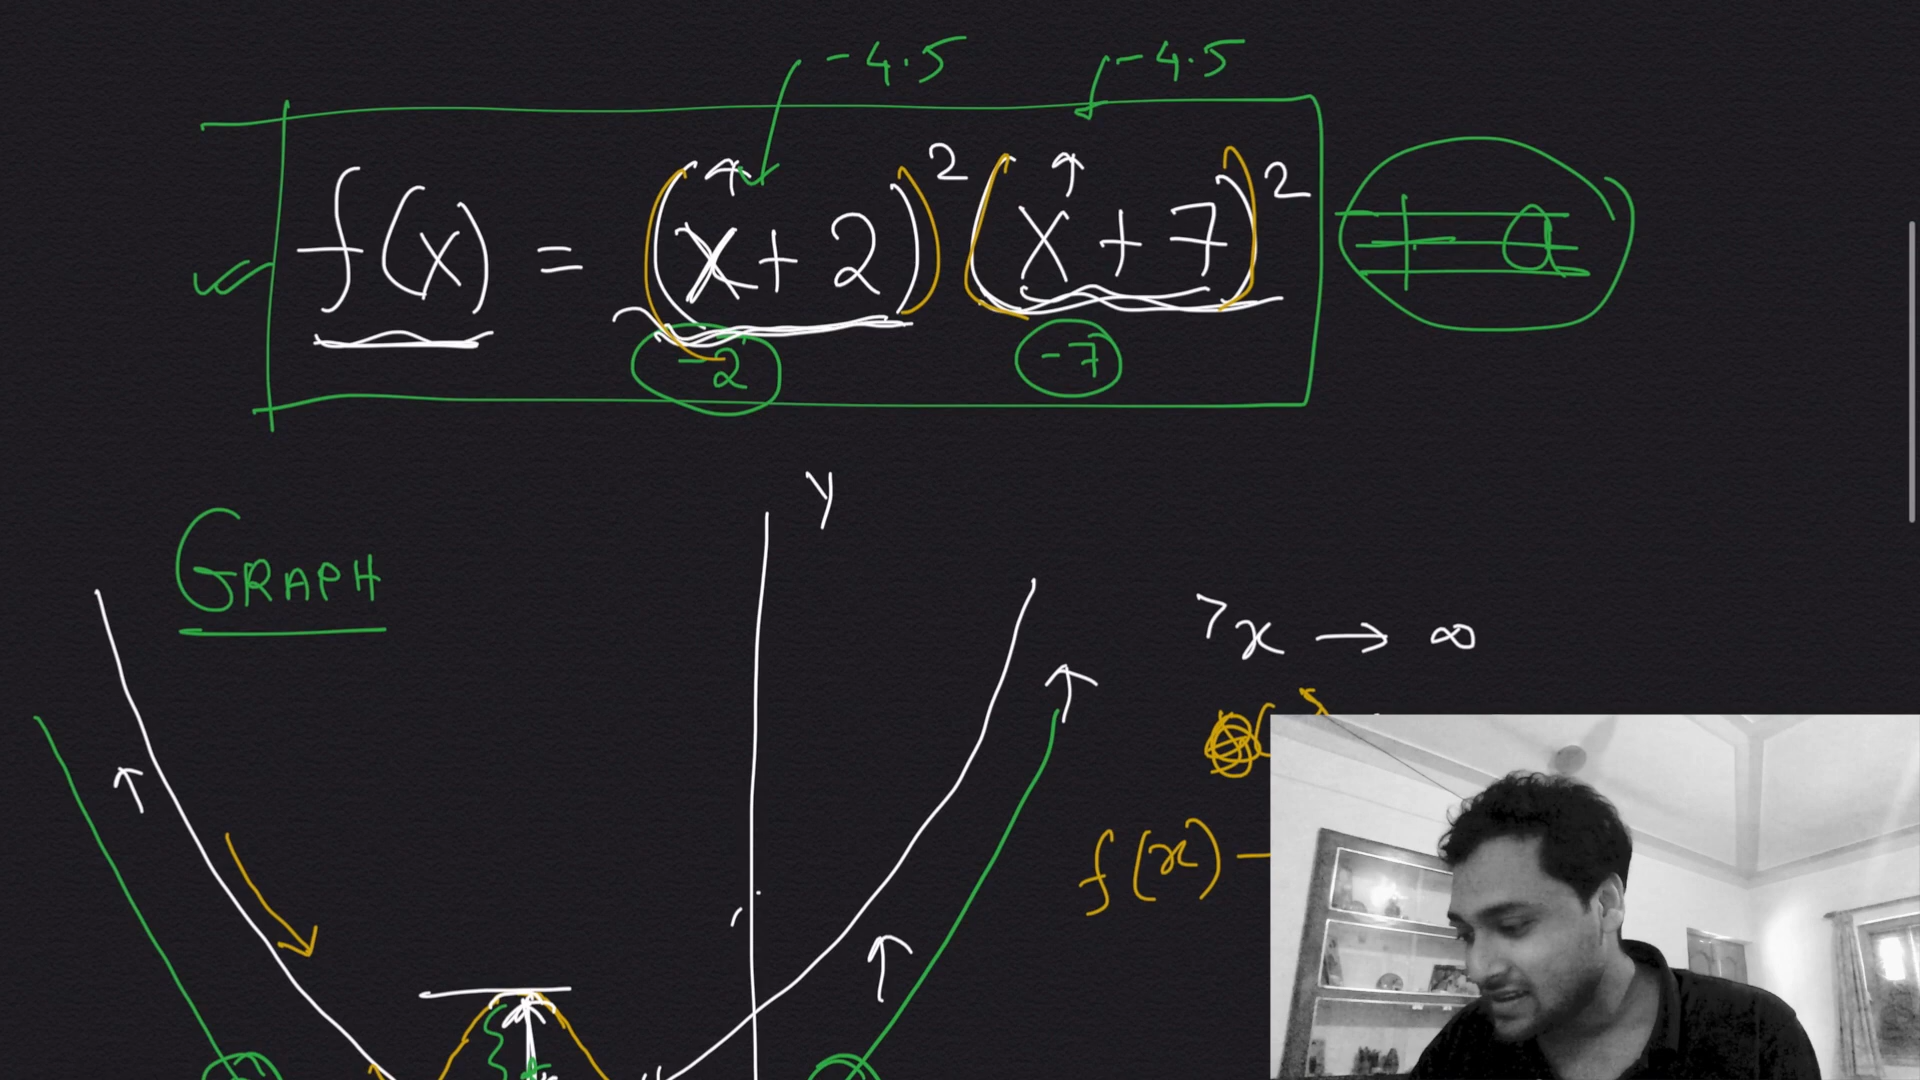 -4.5 -4.5
f(x) = (x+2)² (x+7)² + a
-2 -7
y
GRAPH
x → ∞
f(x) -